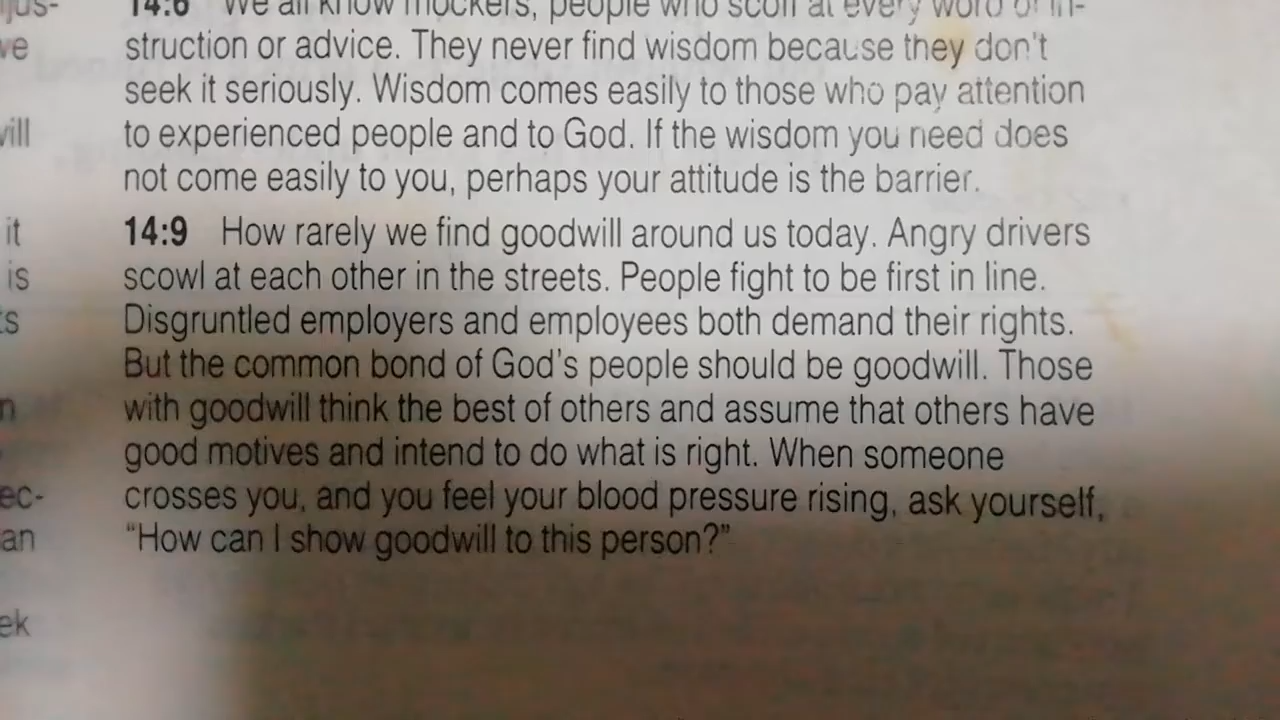 14:6 We all know mockers, people who scoff at every word of in-
struction or advice. They never find wisdom because they don't
seek it seriously. Wisdom comes easily to those who pay attention
to experienced people and to God. If the wisdom you need does
not come easily to you, perhaps your attitude is the barrier.
14:9 How rarely we find goodwill around us today. Angry drivers
scowl at each other in the streets. People fight to be first in line.
Disgruntled employers and employees both demand their rights.
But the common bond of God's people should be goodwill. Those
with goodwill think the best of others and assume that others have
good motives and intend to do what is right. When someone
crosses you, and you feel your blood pressure rising, ask yourself,
“How can I show goodwill to this person?”